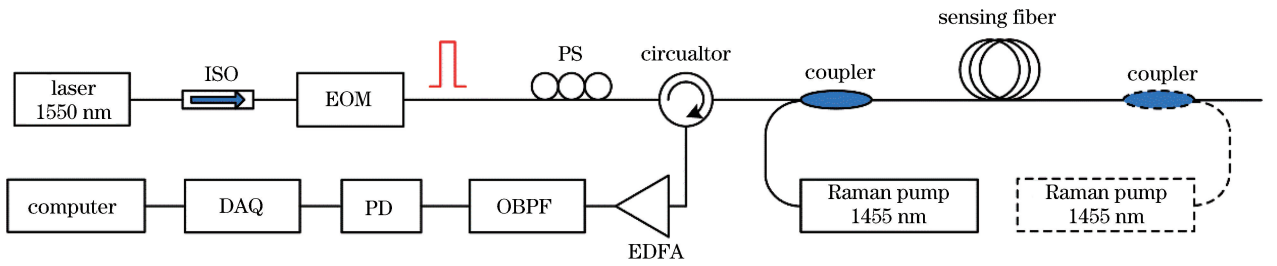 sensing fiber
PS
circualtor
coupler
coupler
ISO
laser
1550 nm
EOM
computer
DAQ
PD
OBPF
EDFA
Raman pump
1455 nm
Raman pump
1455 nm